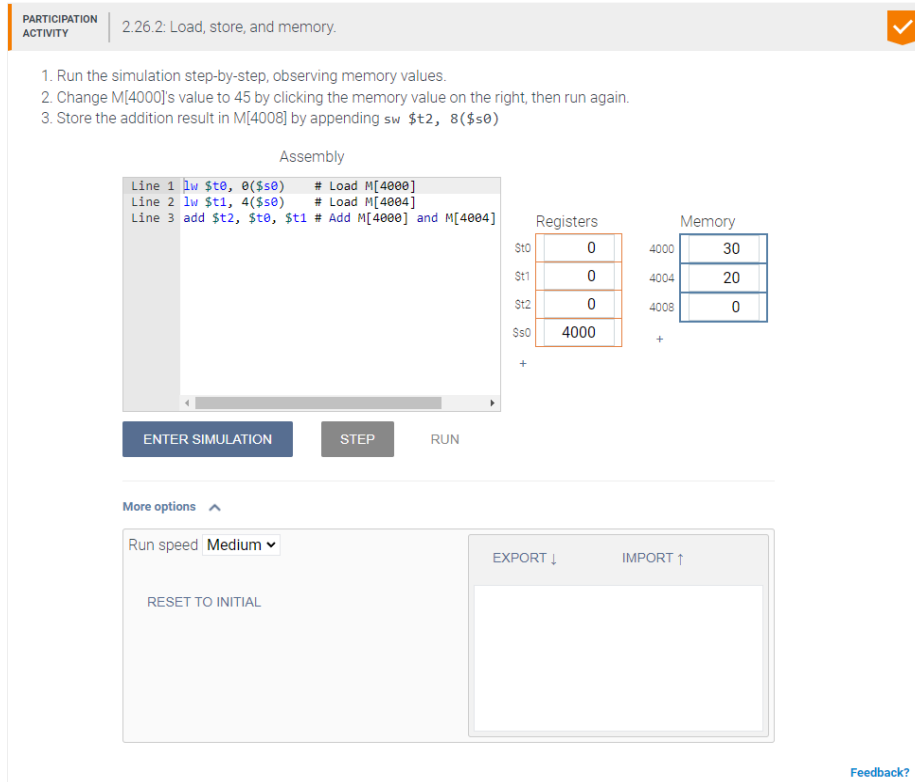 PARTICIPATION
ACTIVITY
2.26.2: Load, store, and memory.
1. Run the simulation step-by-step, observing memory values.
2. Change M[4000]'s value to 45 by clicking the memory value on the right, then run again.
3. Store the addition result in M[4008] by appending sw $t2, 8($s0)
Assembly
Line 1 lw $t0, 0($s0) # Load M[4000]
Line 2 lw $t1, 4($s0) # Load M[4004]
Line 3 add $t2, $t0, $t1 # Add M[4000] and M[4004]
Registers
$t0 0
$t1 0
$t2 0
$s0 4000
+
Memory
4000 30
4004 20
4008 0
+
ENTER SIMULATION
STEP
RUN
More options
Run speed Medium
RESET TO INITIAL
EXPORT ↓
IMPORT ↑
Feedback?